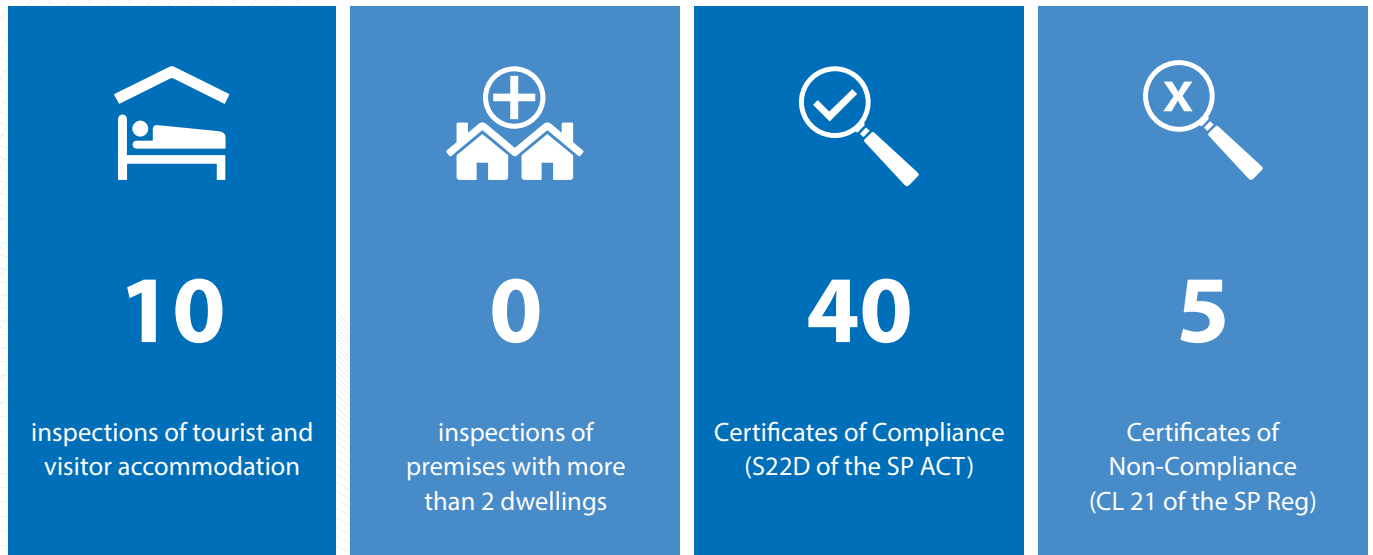 10
inspections of tourist and
visitor accommodation
0
inspections of
premises with more
than 2 dwellings
40
Certificates of Compliance
(S22D of the SP ACT)
X
5
Certificates of
Non-Compliance
(CL 21 of the SP Reg)